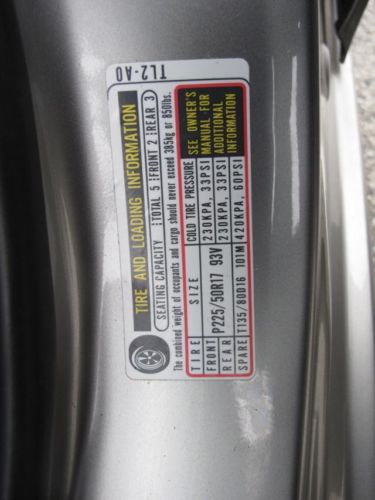 TL2-A0
TIRE AND LOADING INFORMATION
SEATING CAPACITY TOTAL 5 FRONT 2 REAR 3
The combined weight of occupants and cargo should never exceed 385kg or 850lbs.
TIRE SIZE COLD TIRE PRESSURE
FRONT P225/50R17 93V 230KPA, 33PSI
REAR 230KPA, 33PSI
SPARE T135/80D16 101M 420KPA, 60PSI
SEE OWNER'S
MANUAL FOR
ADDITIONAL
INFORMATION